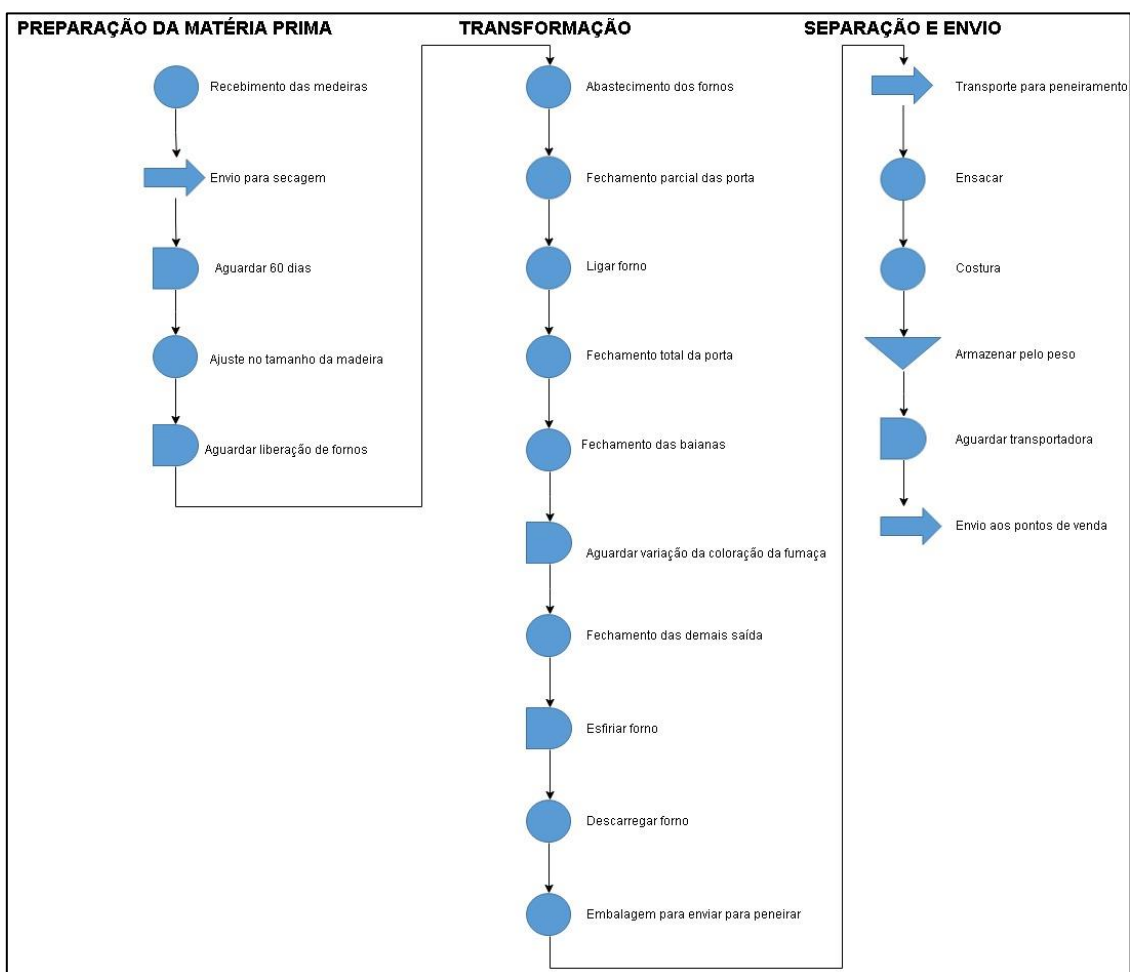 PREPARAÇÃO DA MATÉRIA PRIMA
Recebimento das medeiras
Envio para secagem
Aguardar 60 dias
Ajuste no tamanho da madeira
Aguardar liberação de fornos
TRANSFORMAÇÃO
Abastecimento dos fornos
Fechamento parcial das porta
Ligar forno
Fechamento total da porta
Fechamento das baianas
Aguardar variação da coloração da fumaça
Fechamento das demais saída
Esfiriar forno
Descarregar forno
Embalagem para enviar para peneirar
SEPARAÇÃO E ENVIO
Transporte para peneiramento
Ensacar
Costura
Armazenar pelo peso
Aguardar transportadora
Envio aos pontos de venda